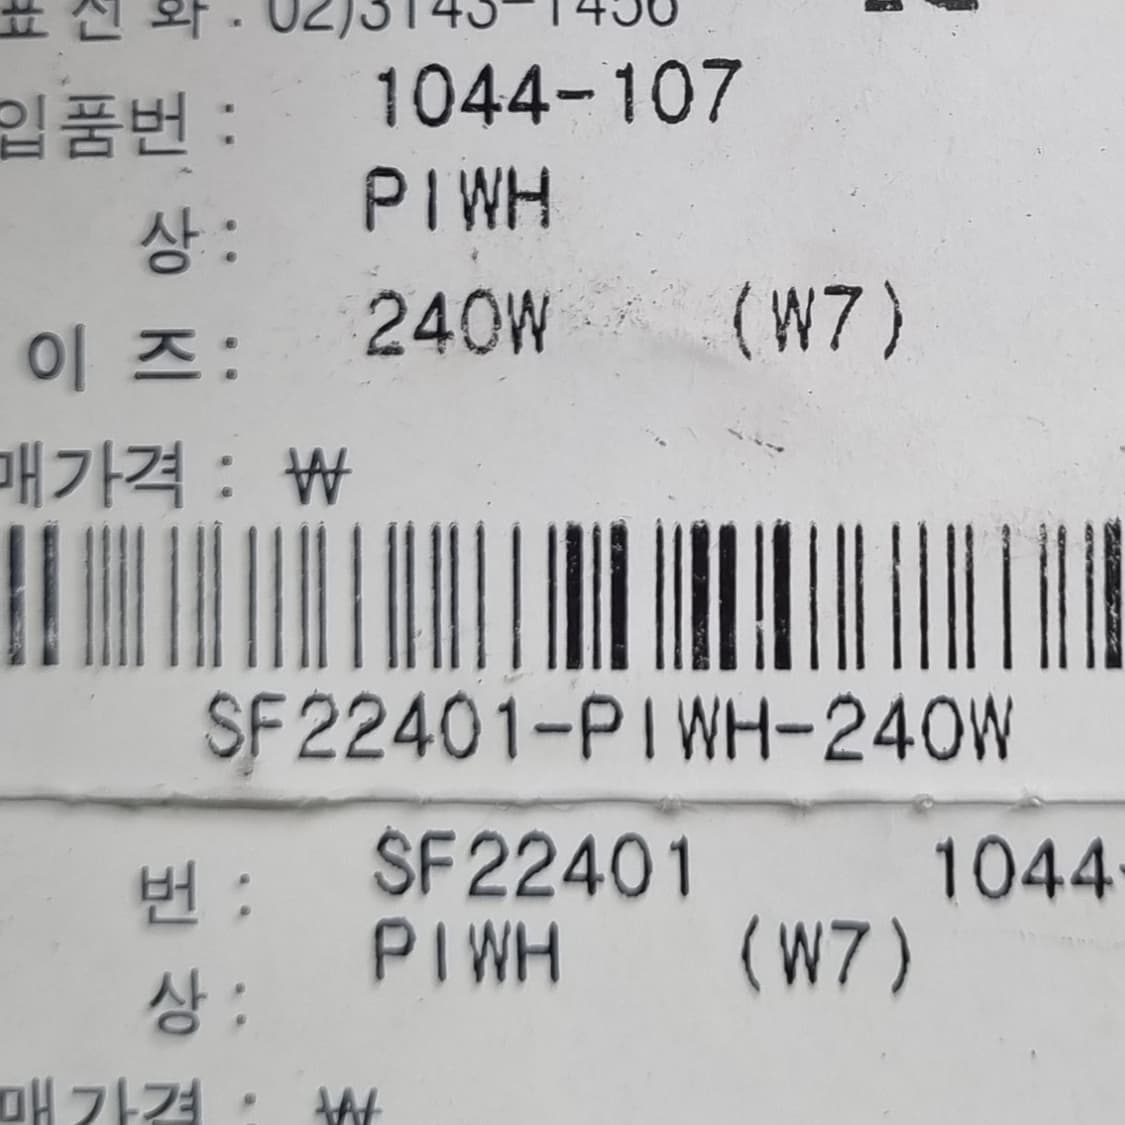 표 전 화 : 02)3143-1456
입품번 : 1044-107
상 : PIWH
이 즈 : 240W (W7)
매가격 : ₩
SF22401-PIWH-240W
번 : SF22401 1044-
상 : PIWH (W7)
매가격 : ₩